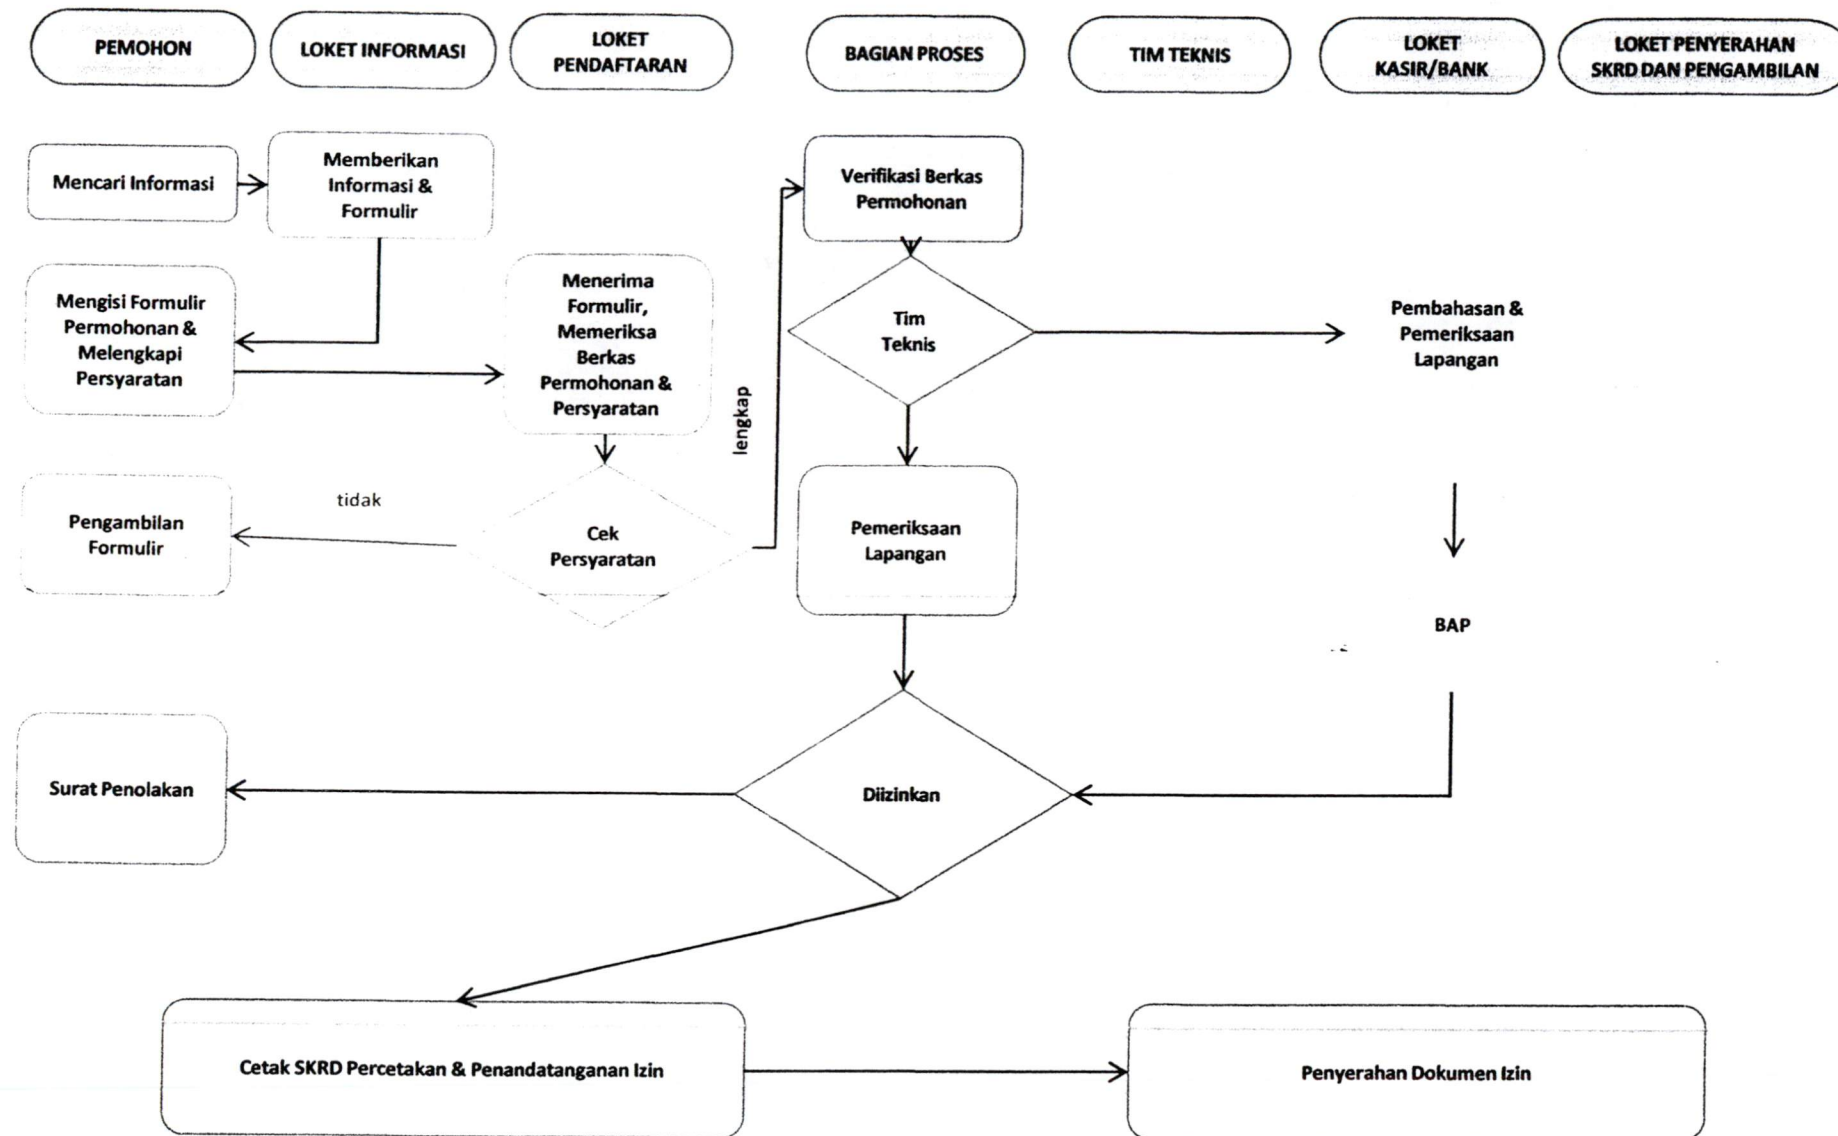 PEMOHON
LOKET INFORMASI
LOKET
PENDAFTARAN
BAGIAN PROSES
TIM TEKNIS
LOKET
KASIR/BANK
LOKET PENYERAHAN
SKRD DAN PENGAMBILAN
Mencari Informasi
Memberikan
Informasi &
Formulir
Verifikasi Berkas
Permohonan
Mengisi Formulir
Permohonan &
Melengkapi
Persyaratan
Menerima
Formulir,
Memeriksa
Berkas
Permohonan &
Persyaratan
lengkap
Tim
Teknis
Pembahasan &
Pemeriksaan
Lapangan
Pengambilan
Formulir
tidak
Cek
Persyaratan
Pemeriksaan
Lapangan
BAP
Surat Penolakan
Diizinkan
Cetak SKRD Percetakan & Penandatanganan Izin
Penyerahan Dokumen Izin